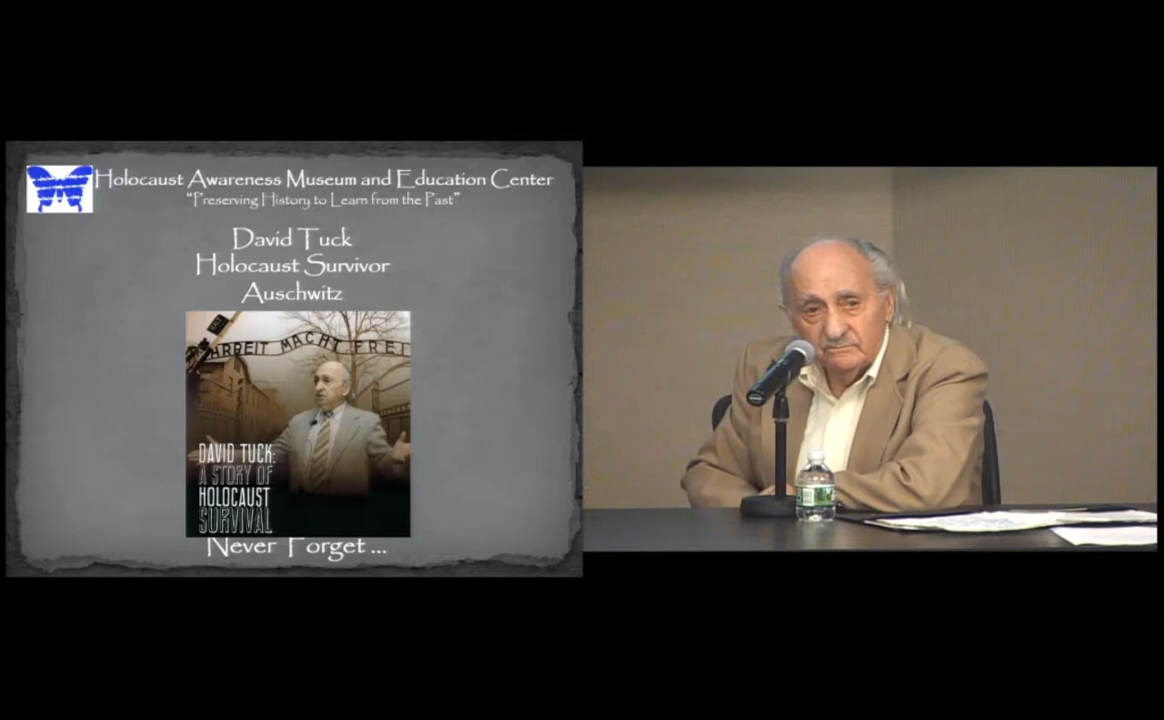 Holocaust Awareness Museum and Education Center
"Preserving History to Learn from the Past"
David Tuck
Holocaust Survivor
Auschwitz
ARBEIT MACHT FREI
DAVID TUCK:
A STORY OF
HOLOCAUST
SURVIVAL
Never Forget...